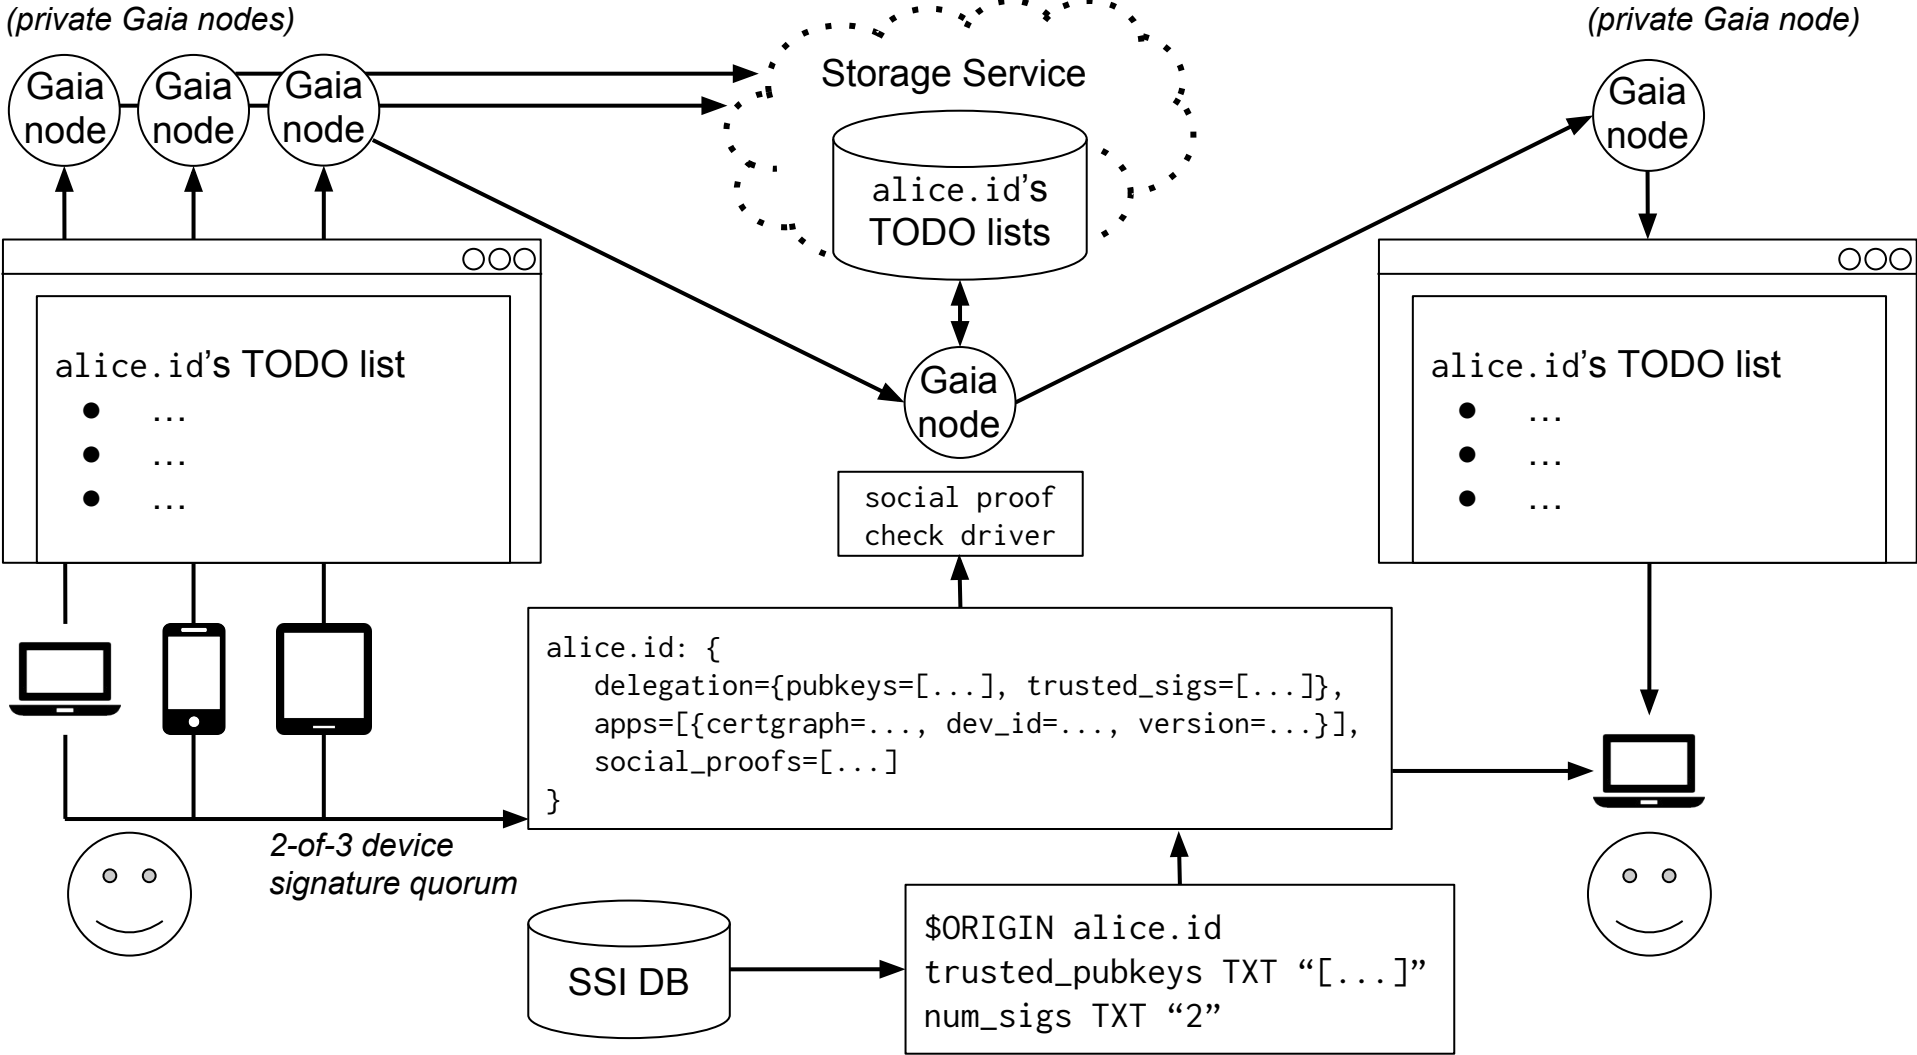 (private Gaia nodes)
(private Gaia node)
Gaia
node
Gaia
node
Gaia
node
Storage Service
alice.id's
TODO lists
Gaia
node
alice.id's TODO list
● ...
● ...
● ...
Gaia
node
alice.id's TODO list
● ...
● ...
● ...
social proof
check driver
alice.id: {
delegation={pubkeys=[...], trusted_sigs=[...]},
apps=[{certgraph=..., dev_id=..., version=...}],
social_proofs=[...]
}
2-of-3 device
signature quorum
SSI DB
$ORIGIN alice.id
trusted_pubkeys TXT “[...]”
num_sigs TXT “2”